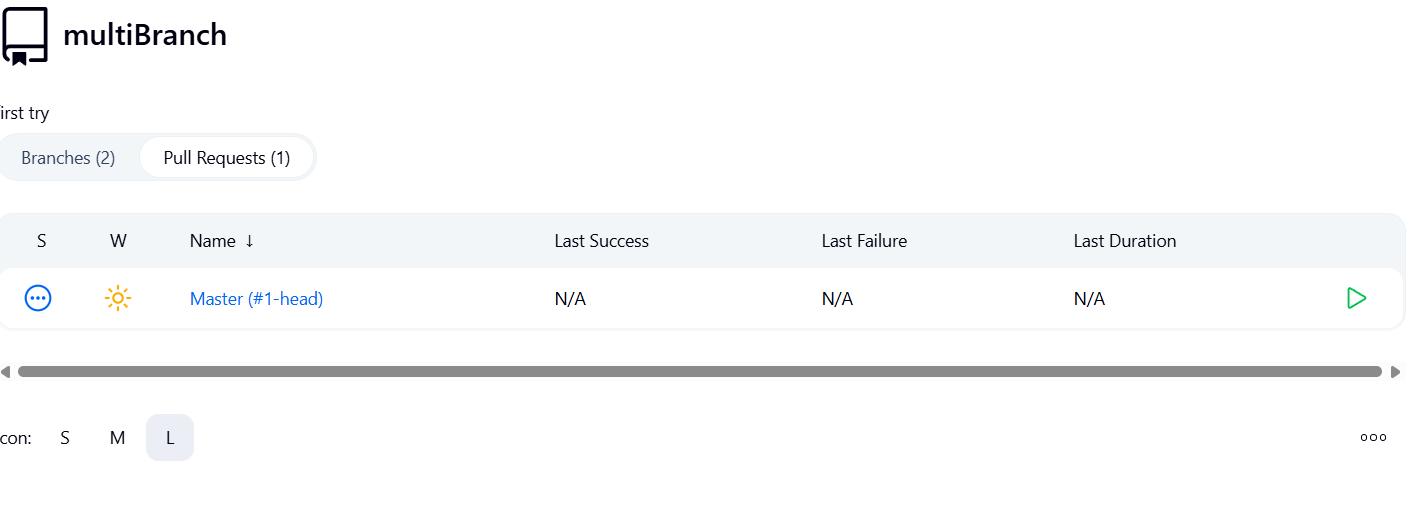 multiBranch
irst try
Branches (2) Pull Requests (1)
S W Name ↓ Last Success Last Failure Last Duration
Master (#1-head) N/A N/A N/A
con: S M L